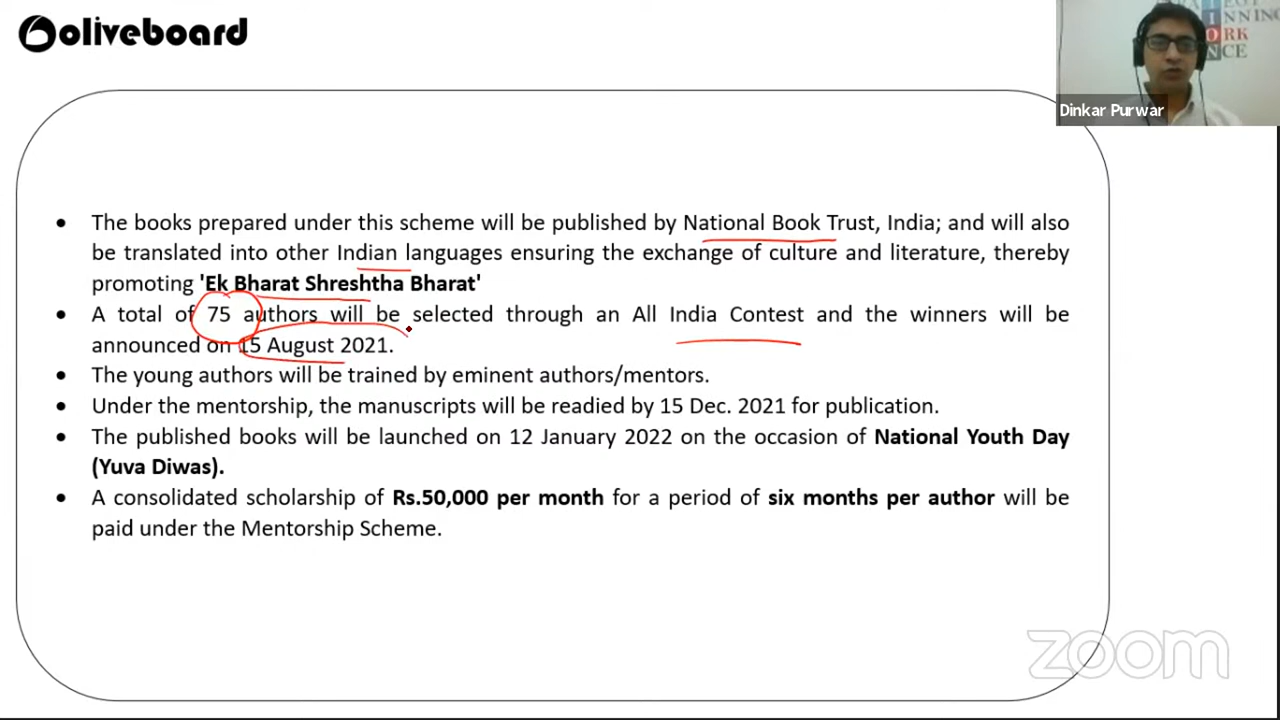 oliveboard
EGY
INNING
ORK
NCE
Dinkar Purwar
• The books prepared under this scheme will be published by National Book Trust, India; and will also
be translated into other Indian languages ensuring the exchange of culture and literature, thereby
promoting 'Ek Bharat Shreshtha Bharat'
• A total of 75 authors will be selected through an All India Contest and the winners will be
announced on 15 August 2021.
• The young authors will be trained by eminent authors/mentors.
• Under the mentorship, the manuscripts will be readied by 15 Dec. 2021 for publication.
• The published books will be launched on 12 January 2022 on the occasion of National Youth Day
(Yuva Diwas).
• A consolidated scholarship of Rs.50,000 per month for a period of six months per author will be
paid under the Mentorship Scheme.
zoom